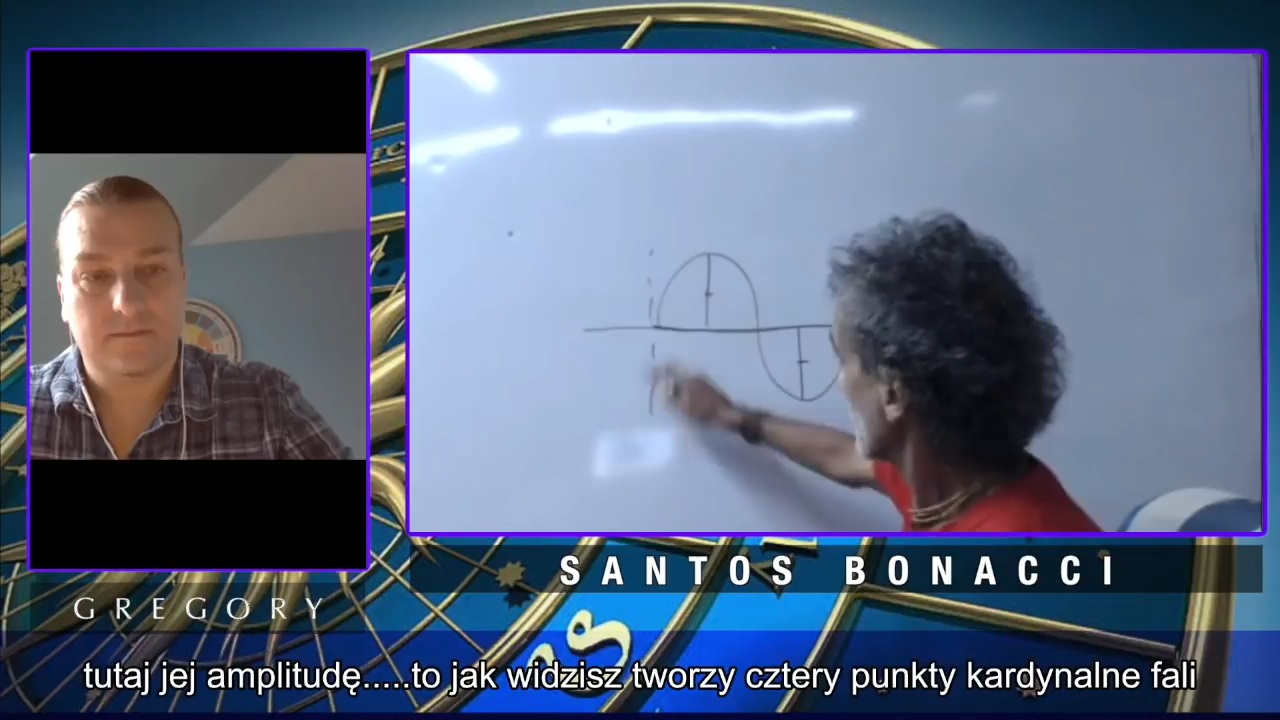 SANTOS BONACCI
GREGORY
tutaj jej amplitudę.....to jak widzisz tworzy cztery punkty kardynalne fali